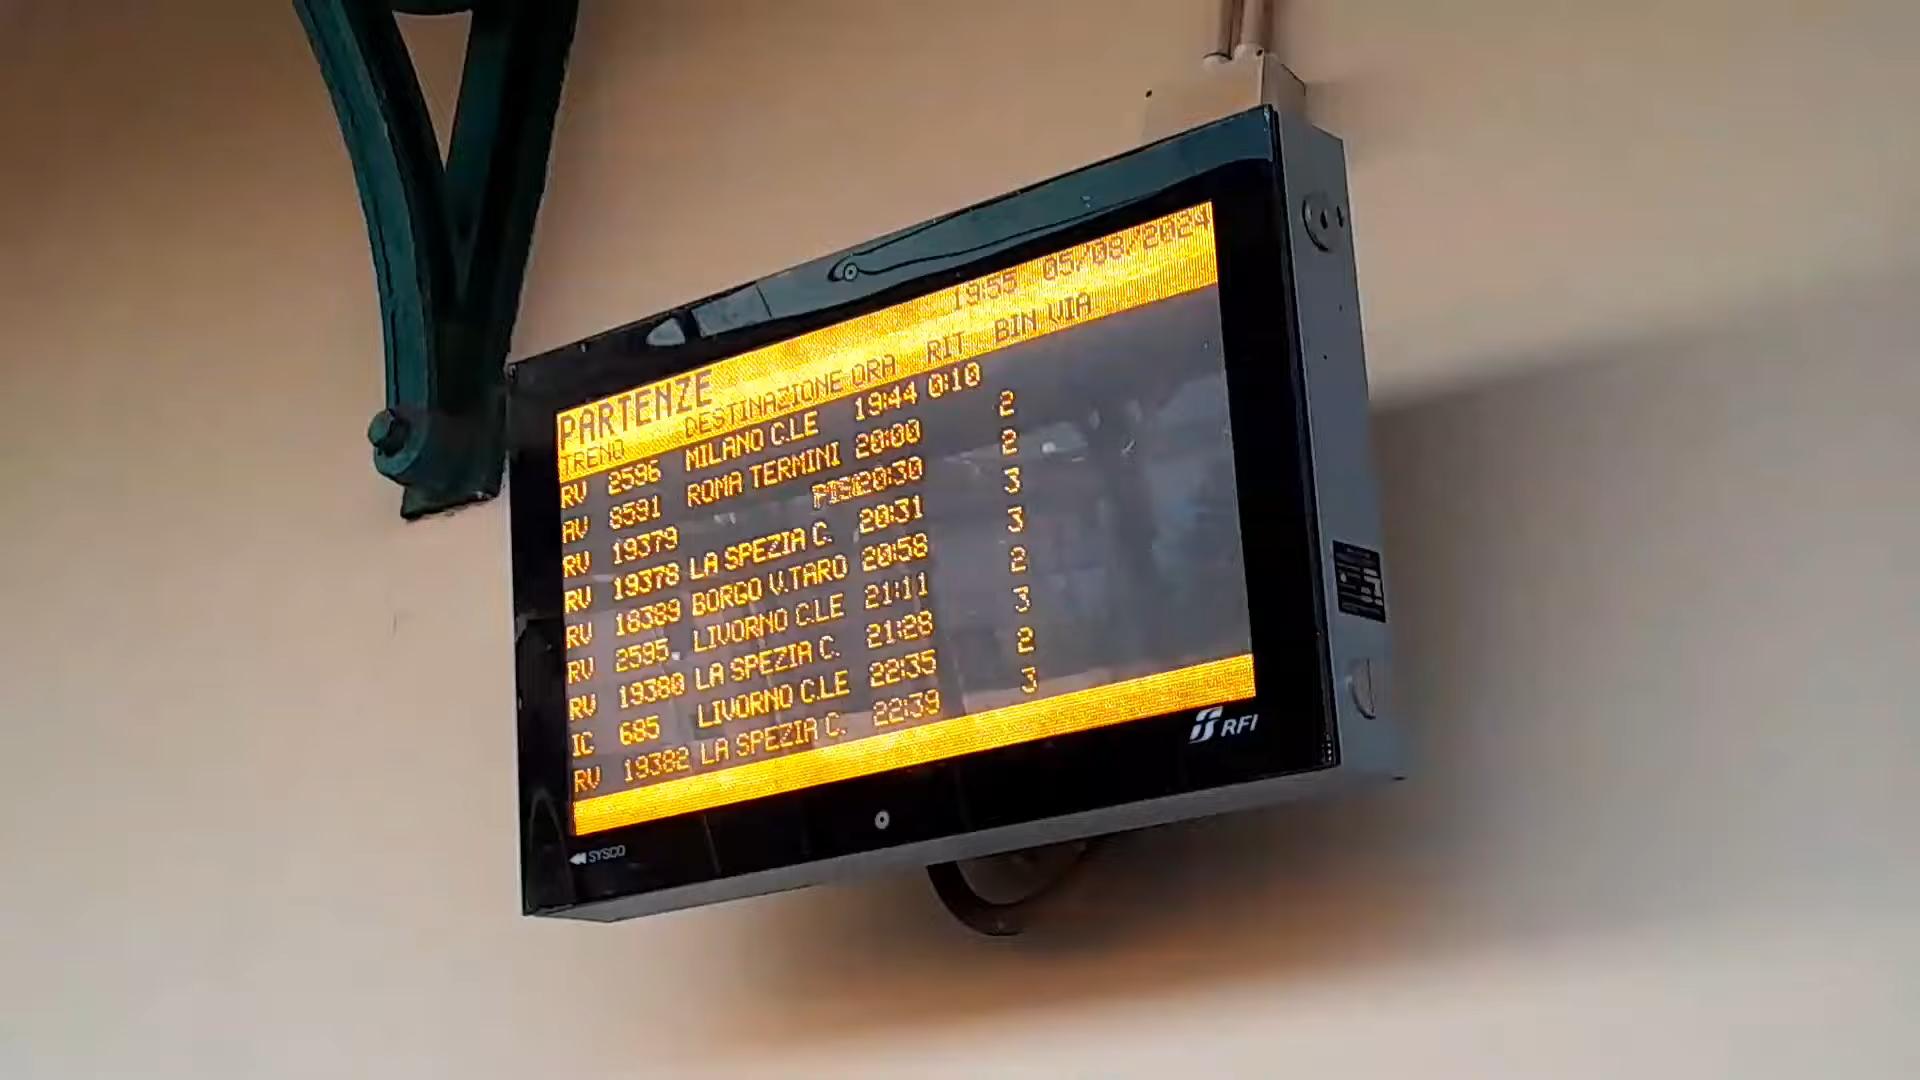 19:55 05/08/2024
PARTENZE
TRENO DESTINAZIONE ORA RIT BIN VIA
RV 2596 MILANO C.LE 19:44 0:10
AV 8591 ROMA TERMINI 20:00 2
RV 19379 PIS 20:30 2
RV 19378 LA SPEZIA C. 20:31 3
RV 18389 BORGO V.TARO 20:58 3
RV 2595 LIVORNO C.LE 21:11 2
RV 19380 LA SPEZIA C. 21:28 3
IC 685 LIVORNO C.LE 22:35 2
RV 19382 LA SPEZIA C. 22:39 3
RFI
SYSCO